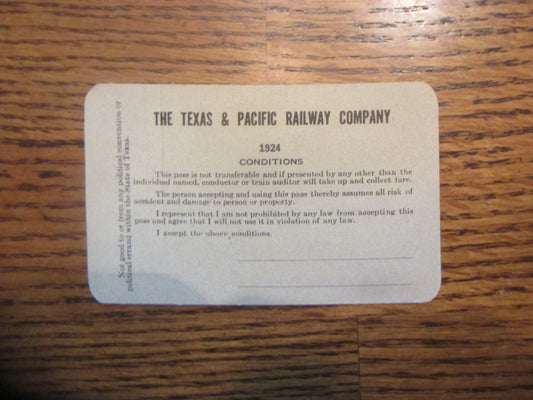 THE TEXAS & PACIFIC RAILWAY COMPANY
1924
CONDITIONS
This pass is not transferable and if presented by any other than the
individual named, conductor or train auditor will take up and collect fare.
The person accepting and using this pass thereby assumes all risk of
accident and damage to person or property.
I represent that I am not prohibited by any law from accepting this
pass and agree that I will not use it in violation of any law.
I accept the above conditions.
Not good to or from any political convention or
political errand within the State of Texas.